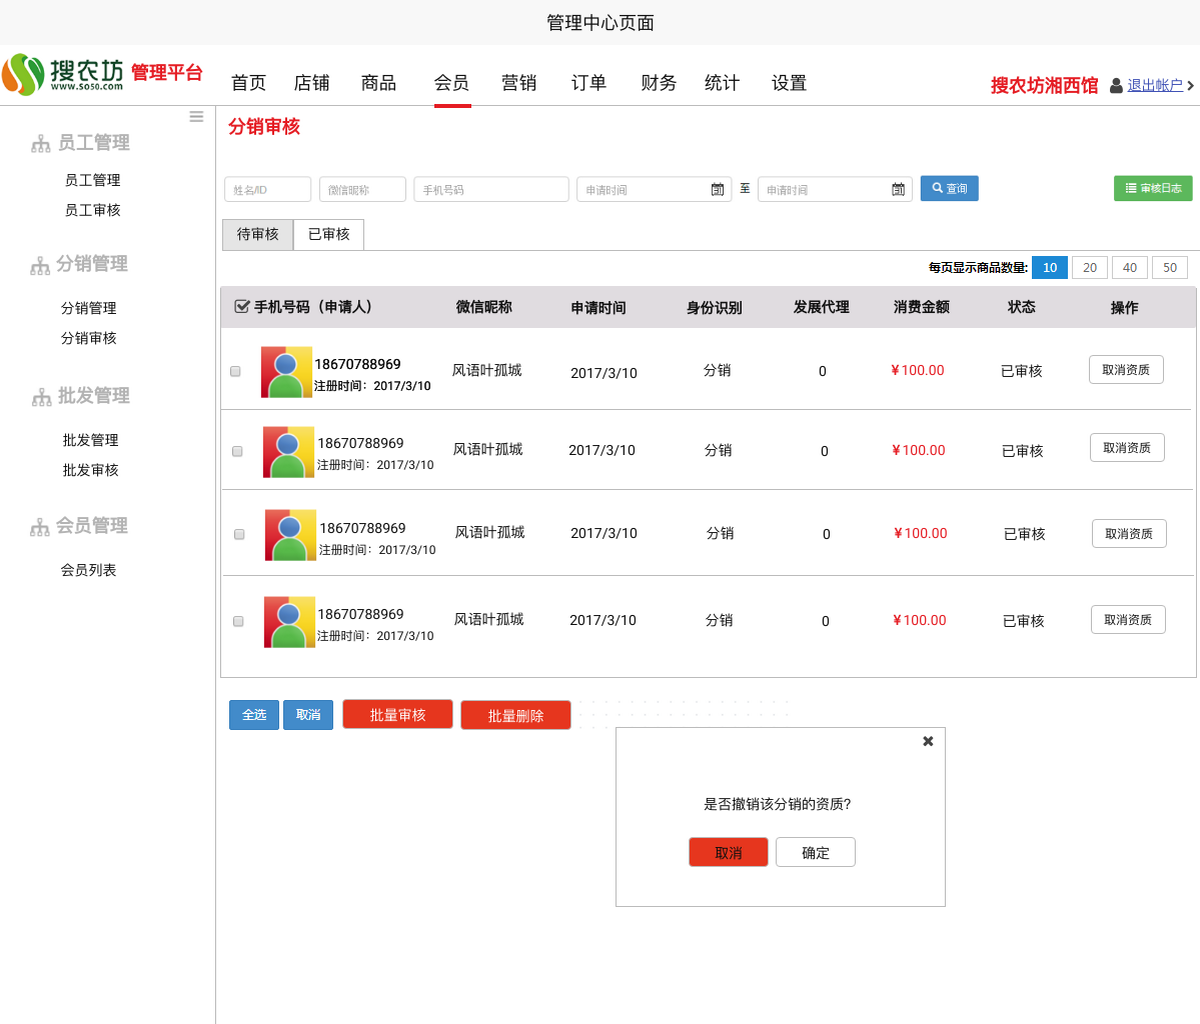 管理中心页面
搜农坊 管理平台
www.so50.com
首页 店铺 商品 会员 营销 订单 财务 统计 设置
搜农坊湘西馆 退出帐户
分销审核
员工管理
员工管理
员工审核
分销管理
分销管理
分销审核
批发管理
批发管理
批发审核
会员管理
会员列表
姓名/ID 微信昵称 手机号码 申请时间 至 申请时间 查询 审核日志
待审核 已审核
每页显示商品数量: 10 20 40 50
手机号码（申请人） 微信昵称 申请时间 身份识别 发展代理 消费金额 状态 操作
18670788969 风语叶孤城 2017/3/10 分销 0 ¥100.00 已审核 取消资质
注册时间：2017/3/10
18670788969 风语叶孤城 2017/3/10 分销 0 ¥100.00 已审核 取消资质
注册时间：2017/3/10
18670788969 风语叶孤城 2017/3/10 分销 0 ¥100.00 已审核 取消资质
注册时间：2017/3/10
18670788969 风语叶孤城 2017/3/10 分销 0 ¥100.00 已审核 取消资质
注册时间：2017/3/10
全选 取消 批量审核 批量删除
是否撤销该分销的资质?
取消 确定